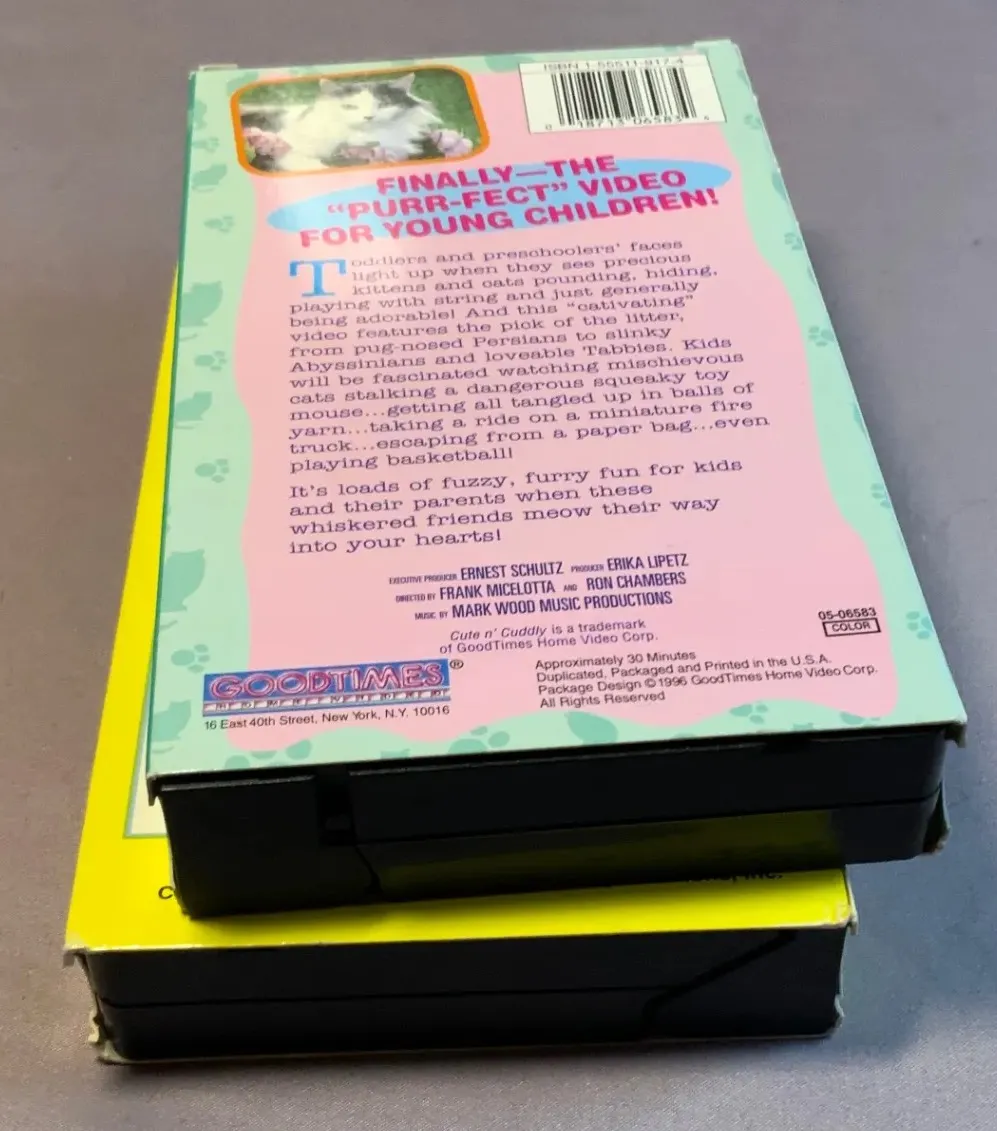 ISBN 1-55511-917-4
0 18713 06583 4
FINALLY—THE
"PURR-FECT" VIDEO
FOR YOUNG CHILDREN!
Toddlers and preschoolers' faces
light up when they see precious
kittens and cats pounding, hiding,
playing with string and just generally
being adorable! And this "cativating"
video features the pick of the litter,
from pug-nosed Persians to slinky
Abyssinians and loveable Tabbies. Kids
will be fascinated watching mischievous
cats stalking a dangerous squeaky toy
mouse...getting all tangled up in balls of
yarn...taking a ride on a miniature fire
truck...escaping from a paper bag...even
playing basketball!
It's loads of fuzzy, furry fun for kids
and their parents when these
whiskered friends meow their way
into your hearts!
EXECUTIVE PRODUCER ERNEST SCHULTZ PRODUCER ERIKA LIPETZ
DIRECTED BY FRANK MICELOTTA AND RON CHAMBERS
MUSIC BY MARK WOOD MUSIC PRODUCTIONS
Cute n' Cuddly is a trademark
of GoodTimes Home Video Corp.
05-06583
COLOR
GOODTIMES®
16 East 40th Street, New York, N.Y. 10016
Approximately 30 Minutes
Duplicated, Packaged and Printed in the U.S.A.
Package Design © 1996 GoodTimes Home Video Corp.
All Rights Reserved
Inc.